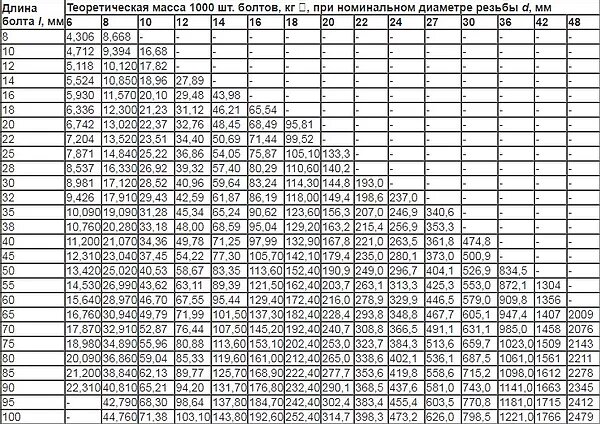 Длина болта l, мм Теоретическая масса 1000 шт. болтов, кг, при номинальном диаметре резьбы d, мм
6 8 10 12 14 16 18 20 22 24 27 30 36 42 48
8 4,306 8,668 - - - - - - - - - - - - -
10 4,712 9,394 16,68 - - - - - - - - - - - -
12 5,118 10,120 17,82 - - - - - - - - - - - -
14 5,524 10,850 18,96 27,89 - - - - - - - - - - -
16 5,930 11,570 20,10 29,48 43,98 - - - - - - - - - -
18 6,336 12,300 21,23 31,12 46,21 65,54 - - - - - - - - -
20 6,742 13,020 22,37 32,76 48,45 68,49 95,81 - - - - - - - -
22 7,204 13,520 23,51 34,40 50,69 71,44 99,52 - - - - - - - -
25 7,871 14,840 25,22 36,86 54,05 75,87 105,10 133,3 - - - - - - -
28 8,537 16,330 26,92 39,32 57,40 80,29 110,60 140,2 - - - - - - -
30 8,981 17,120 28,52 40,96 59,64 83,24 114,30 144,8 193,0 - - - - - -
32 9,426 17,910 29,43 42,59 61,87 86,19 118,00 149,4 198,6 237,0 - - - - -
35 10,090 19,090 31,28 45,34 65,24 90,62 123,60 156,3 207,0 246,9 340,6 - - - -
38 10,760 20,280 33,18 48,00 68,59 95,04 129,20 163,2 215,4 256,9 353,3 - - - -
40 11,200 21,070 34,36 49,78 71,25 97,99 132,90 167,8 221,0 263,5 361,8 474,8 - - -
45 12,310 23,040 37,45 54,22 77,30 105,70 142,10 179,4 235,0 280,1 373,0 500,9 - - -
50 13,420 25,020 40,53 58,67 83,35 113,60 152,40 190,9 249,0 296,7 404,1 526,9 834,5 - -
55 14,530 26,990 43,62 63,11 89,39 121,50 162,40 203,7 263,1 313,3 425,3 553,0 872,1 1304 -
60 15,640 28,970 46,70 67,55 95,44 129,40 172,40 216,0 278,9 329,9 446,5 579,0 909,8 1356 -
65 16,760 30,940 49,79 71,99 101,50 137,30 182,40 228,4 293,8 348,8 467,7 605,1 947,4 1407 2009
70 17,870 32,910 52,87 76,44 107,50 145,20 192,40 240,7 308,8 366,5 491,1 631,1 985,0 1458 2076
75 18,980 34,890 55,96 80,88 113,60 153,10 202,40 253,0 323,7 384,3 513,6 659,7 1023,0 1509 2143
80 20,090 36,860 59,04 85,33 119,60 161,00 212,40 265,0 338,6 402,1 536,1 687,5 1061,0 1561 2211
85 21,200 38,840 62,13 89,77 125,70 168,90 222,40 277,7 353,6 419,8 558,6 715,2 1098,0 1612 2278
90 22,310 40,810 65,21 94,20 131,70 176,80 232,40 290,1 368,5 437,6 581,0 743,0 1141,0 1663 2345
95 - 42,790 68,30 98,64 137,80 184,70 242,40 302,4 383,4 455,4 603,5 770,8 1181,0 1715 2412
100 - 44,760 71,38 103,10 143,80 192,60 252,40 314,7 398,3 473,2 626,0 798,5 1221,0 1766 2479